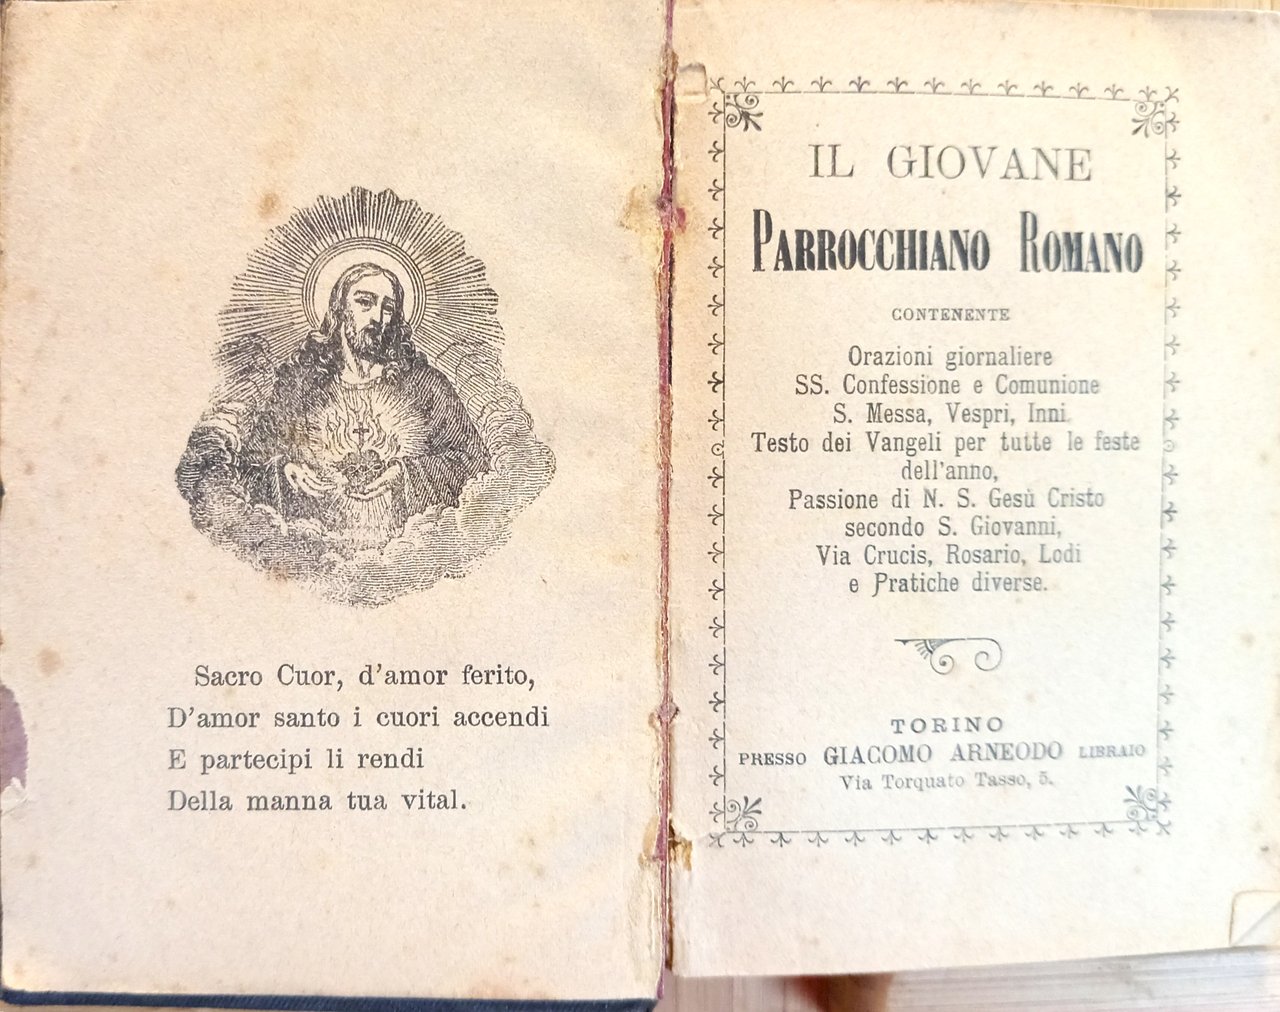 Sacro Cuor, d'amor ferito,
D'amor santo i cuori accendi
E partecipi li rendi
Della manna tua vital.
IL GIOVANE
PARROCCHIANO ROMANO
CONTENENTE
Orazioni giornaliere
SS. Confessione e Comunione
S. Messa, Vespri, Inni
Testo dei Vangeli per tutte le feste
dell'anno,
Passione di N. S. Gesù Cristo
secondo S. Giovanni,
Via Crucis, Rosario, Lodi
e Pratiche diverse.
TORINO
PRESSO GIACOMO ARNEODO LIBRAIO
Via Torquato Tasso, 5.